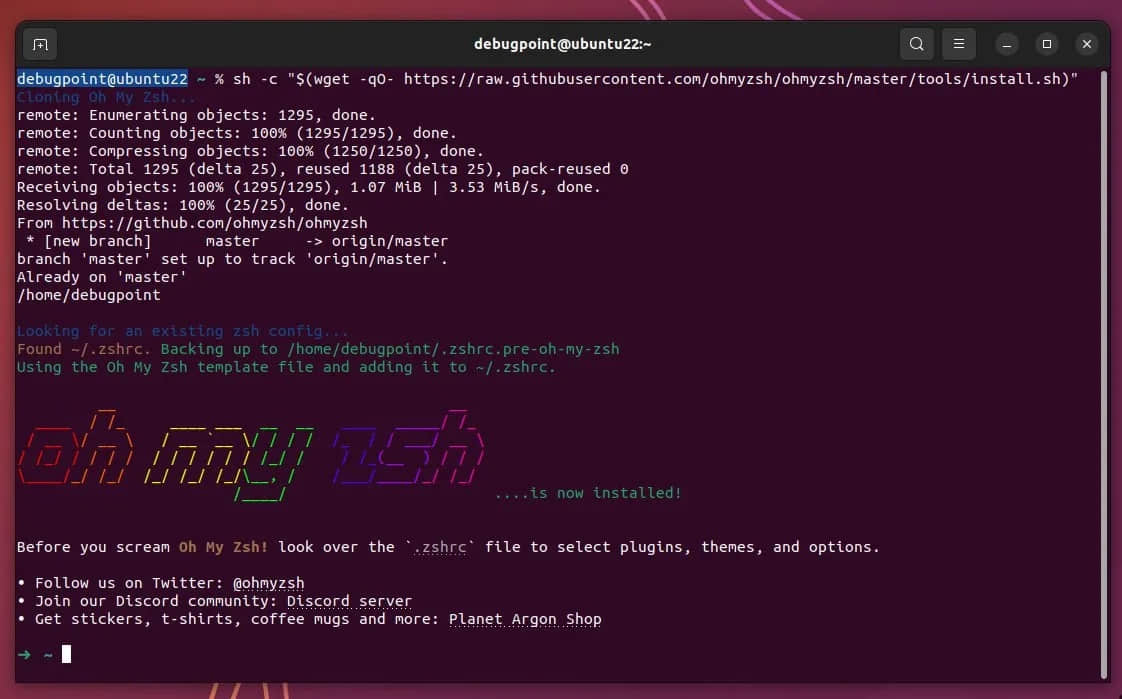 debugpoint@ubuntu22:~
debugpoint@ubuntu22 ~ % sh -c "$(wget -qO- https://raw.githubusercontent.com/ohmyzsh/ohmyzsh/master/tools/install.sh)"
Cloning Oh My Zsh...
remote: Enumerating objects: 1295, done.
remote: Counting objects: 100% (1295/1295), done.
remote: Compressing objects: 100% (1250/1250), done.
remote: Total 1295 (delta 25), reused 1188 (delta 25), pack-reused 0
Receiving objects: 100% (1295/1295), 1.07 MiB | 3.53 MiB/s, done.
Resolving deltas: 100% (25/25), done.
From https://github.com/ohmyzsh/ohmyzsh
 * [new branch]      master     -> origin/master
branch 'master' set up to track 'origin/master'.
Already on 'master'
/home/debugpoint
Looking for an existing zsh config...
Found ~/.zshrc. Backing up to /home/debugpoint/.zshrc.pre-oh-my-zsh
Using the Oh My Zsh template file and adding it to ~/.zshrc.
oh my zsh
....is now installed!
Before you scream Oh My Zsh! look over the `.zshrc` file to select plugins, themes, and options.
• Follow us on Twitter: @ohmyzsh
• Join our Discord community: Discord server
• Get stickers, t-shirts, coffee mugs and more: Planet Argon Shop
➜ ~